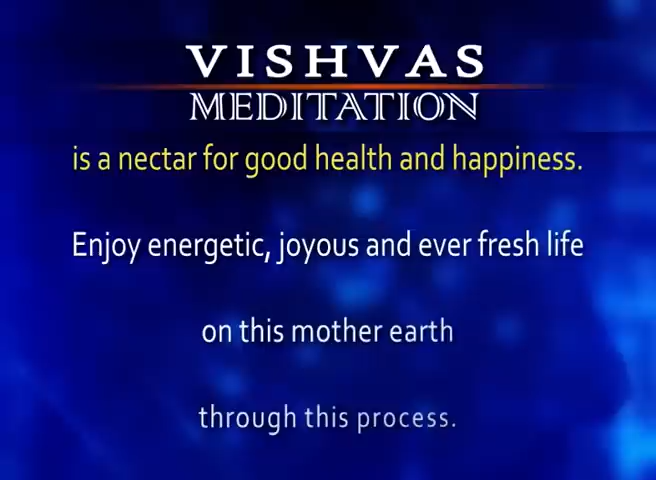 VISHVAS
MEDITATION
is a nectar for good health and happiness.
Enjoy energetic, joyous and ever fresh life
on this mother earth
through this process.